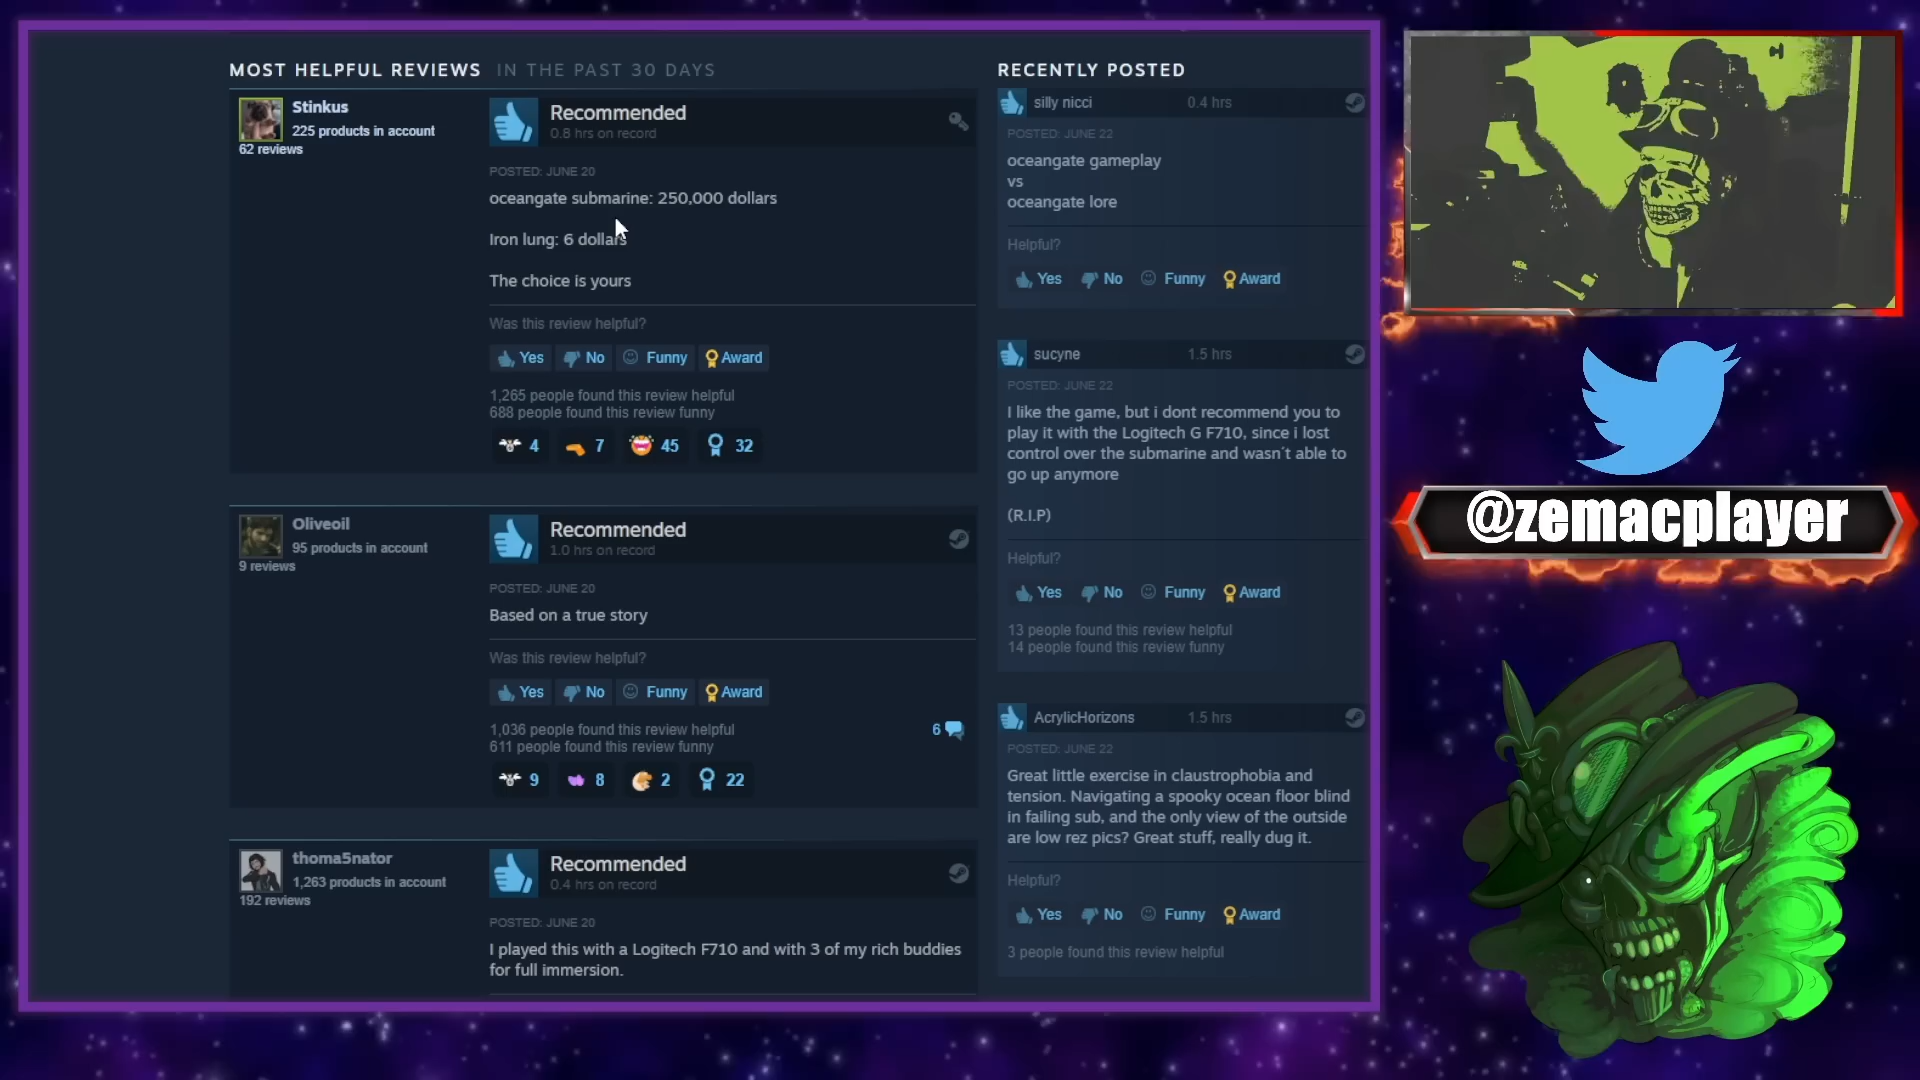 MOST HELPFUL REVIEWS IN THE PAST 30 DAYS
Stinkus
225 products in account
62 reviews
Recommended
0.8 hrs on record
POSTED: JUNE 20
oceangate submarine: 250,000 dollars
Iron lung: 6 dollars
The choice is yours
Was this review helpful?
Yes No Funny Award
1,265 people found this review helpful
688 people found this review funny
4 7 45 32
Oliveoil
95 products in account
9 reviews
Recommended
1.0 hrs on record
POSTED: JUNE 20
Based on a true story
Was this review helpful?
Yes No Funny Award
1,036 people found this review helpful
611 people found this review funny
6
9 8 2 22
thoma5nator
1,263 products in account
192 reviews
Recommended
0.4 hrs on record
POSTED: JUNE 20
I played this with a Logitech F710 and with 3 of my rich buddies
for full immersion.
RECENTLY POSTED
silly nicci 0.4 hrs
POSTED: JUNE 22
oceangate gameplay
vs
oceangate lore
Helpful?
Yes No Funny Award
sucyne 1.5 hrs
POSTED: JUNE 22
I like the game, but i dont recommend you to
play it with the Logitech G F710, since i lost
control over the submarine and wasn´t able to
go up anymore
(R.I.P)
Helpful?
Yes No Funny Award
13 people found this review helpful
14 people found this review funny
AcrylicHorizons 1.5 hrs
POSTED: JUNE 22
Great little exercise in claustrophobia and
tension. Navigating a spooky ocean floor blind
in failing sub, and the only view of the outside
are low rez pics? Great stuff, really dug it.
Helpful?
Yes No Funny Award
3 people found this review helpful
@zemacplayer